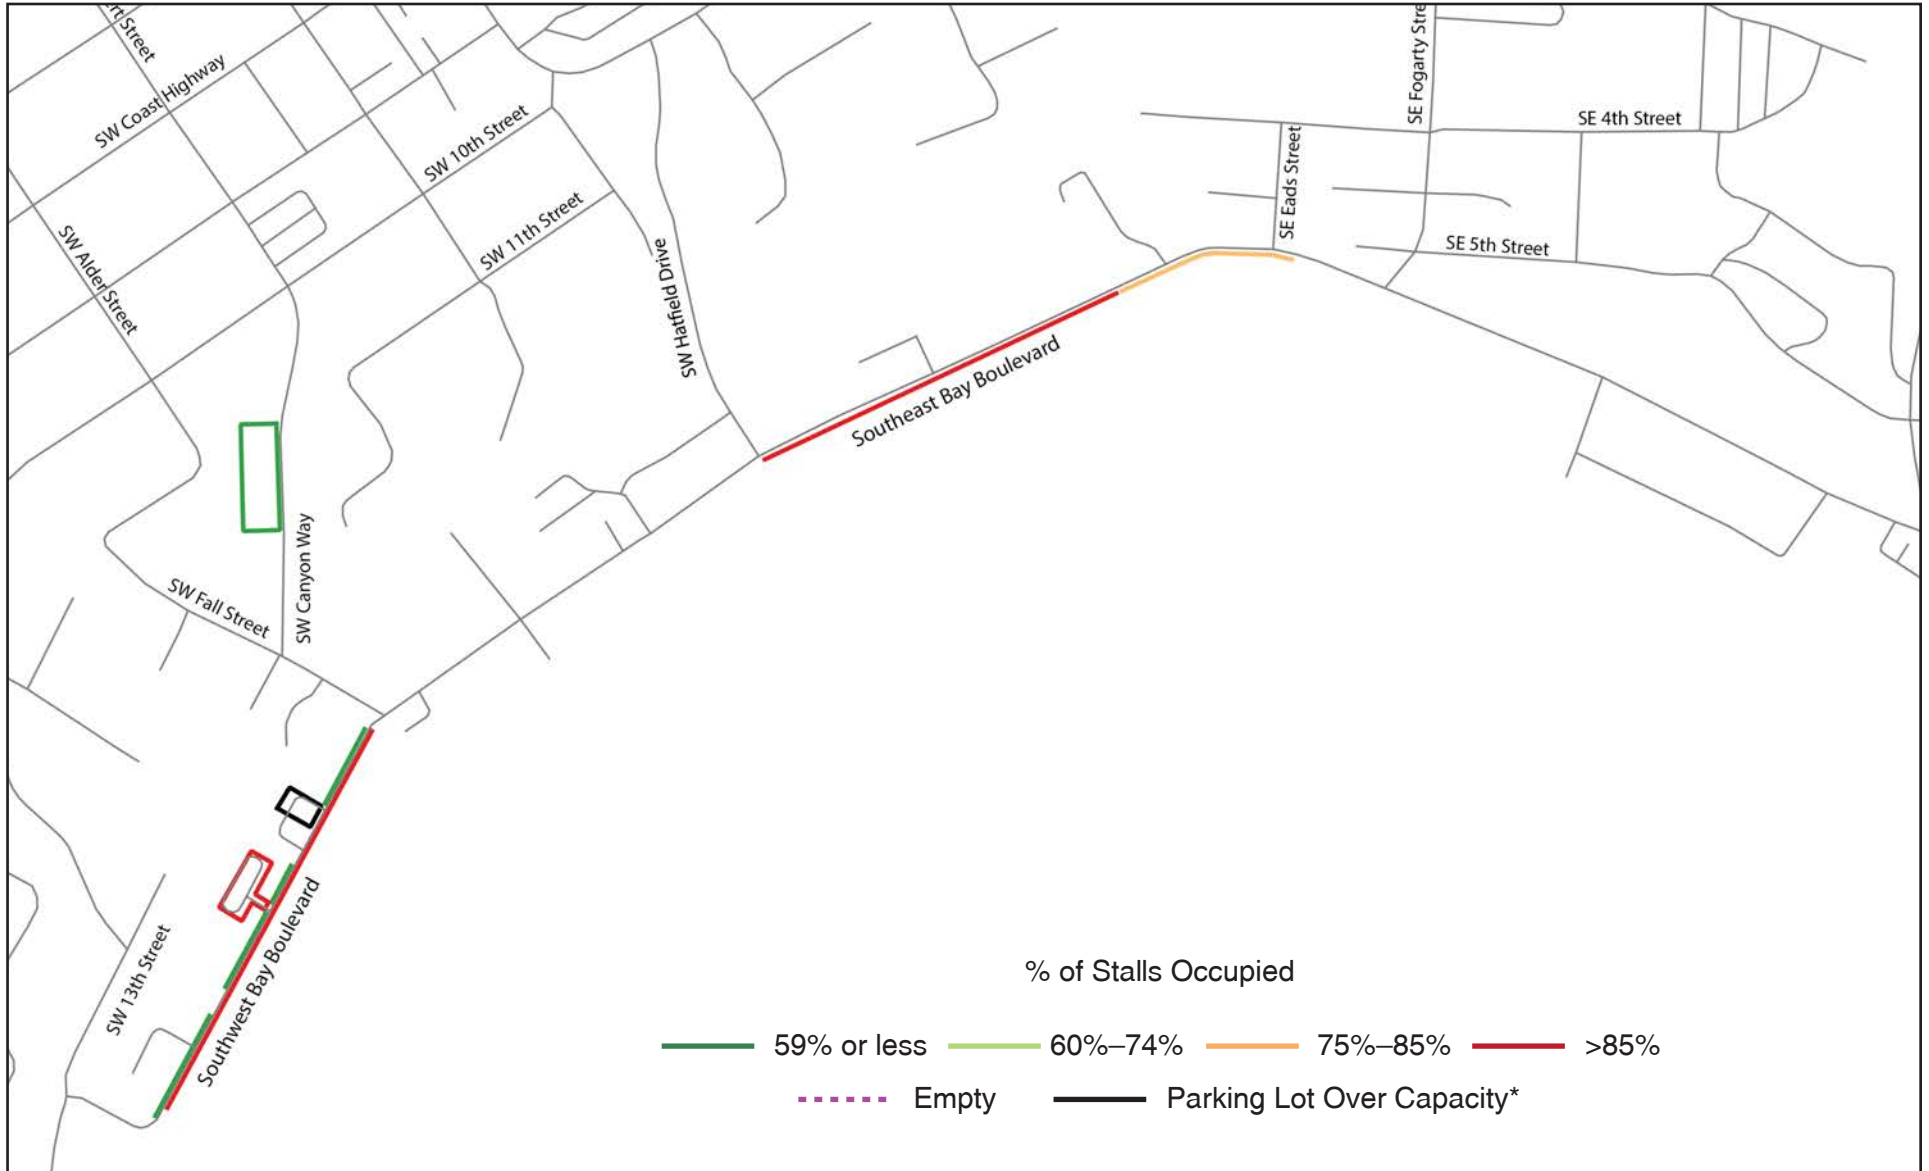 ert Street
SW Coast Highway
SW 10th Street
SW 11th Street
SW Alder Street
SW Hatfield Drive
SE Fogarty Stre
SE 4th Street
SE Eads Street
SE 5th Street
Southeast Bay Boulevard
SW Canyon Way
SW Fall Street
SW 13th Street
Southwest Bay Boulevard
% of Stalls Occupied
59% or less 60%–74% 75%–85% >85%
Empty Parking Lot Over Capacity*